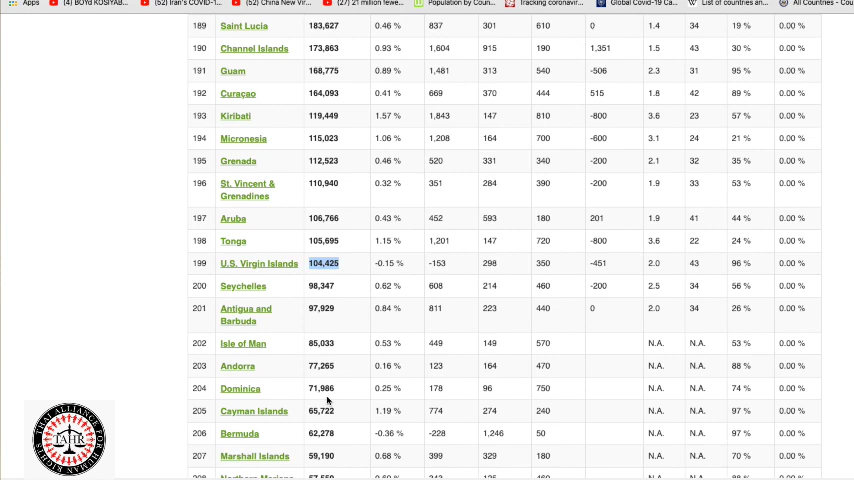 Apps (4) BOYd KOSIYAB... (52) Iran's COVID-1... (52) China New Vir... (27) 21 million fewe... Population by Coun... Tracking coronavir... Global Covid-19 Ca... List of countries an... All Countries - Cou
189 Saint Lucia 183,627 0.46 % 837 301 610 0 1.4 34 19 % 0.00 %
190 Channel Islands 173,863 0.93 % 1,604 915 190 1,351 1.5 43 30 % 0.00 %
191 Guam 168,775 0.89 % 1,481 313 540 -506 2.3 31 95 % 0.00 %
192 Curaçao 164,093 0.41 % 669 370 444 515 1.8 42 89 % 0.00 %
193 Kiribati 119,449 1.57 % 1,843 147 810 -800 3.6 23 57 % 0.00 %
194 Micronesia 115,023 1.06 % 1,208 164 700 -600 3.1 24 21 % 0.00 %
195 Grenada 112,523 0.46 % 520 331 340 -200 2.1 32 35 % 0.00 %
196 St. Vincent & 110,940 0.32 % 351 284 390 -200 1.9 33 53 % 0.00 %
Grenadines
197 Aruba 106,766 0.43 % 452 593 180 201 1.9 41 44 % 0.00 %
198 Tonga 105,695 1.15 % 1,201 147 720 -800 3.6 22 24 % 0.00 %
199 U.S. Virgin Islands 104,425 -0.15 % -153 298 350 -451 2.0 43 96 % 0.00 %
200 Seychelles 98,347 0.62 % 608 214 460 -200 2.5 34 56 % 0.00 %
201 Antigua and 97,929 0.84 % 811 223 440 0 2.0 34 26 % 0.00 %
Barbuda
202 Isle of Man 85,033 0.53 % 449 149 570 N.A. N.A. 53 % 0.00 %
203 Andorra 77,265 0.16 % 123 164 470 N.A. N.A. 88 % 0.00 %
204 Dominica 71,986 0.25 % 178 96 750 N.A. N.A. 74 % 0.00 %
205 Cayman Islands 65,722 1.19 % 774 274 240 N.A. N.A. 97 % 0.00 %
206 Bermuda 62,278 -0.36 % -228 1,246 50 N.A. N.A. 97 % 0.00 %
207 Marshall Islands 59,190 0.68 % 399 329 180 N.A. N.A. 70 % 0.00 %
THAI ALLIANCE FOR HUMAN RIGHTS
TAHR